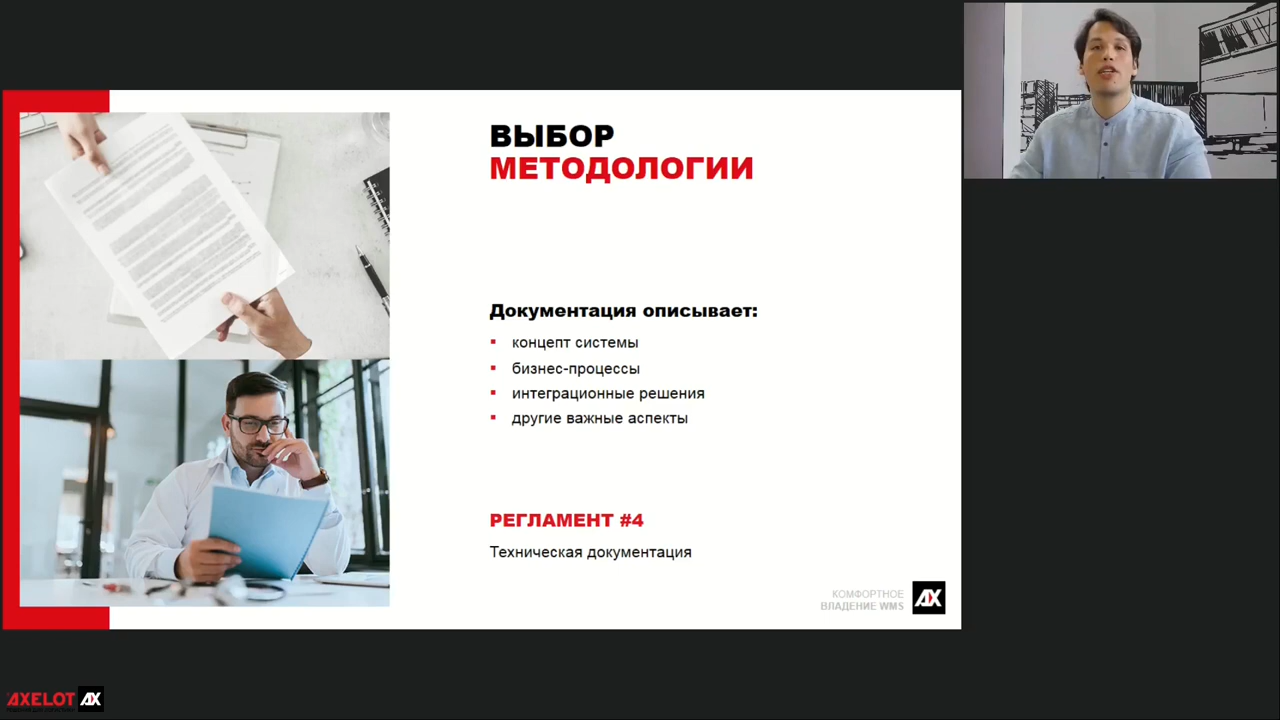 ВЫБОР
МЕТОДОЛОГИИ
Документация описывает:
концепт системы
бизнес-процессы
интеграционные решения
другие важные аспекты
РЕГЛАМЕНТ #4
Техническая документация
КОМФОРТНОЕ
ВЛАДЕНИЕ WMS
AX
AXELOT AX